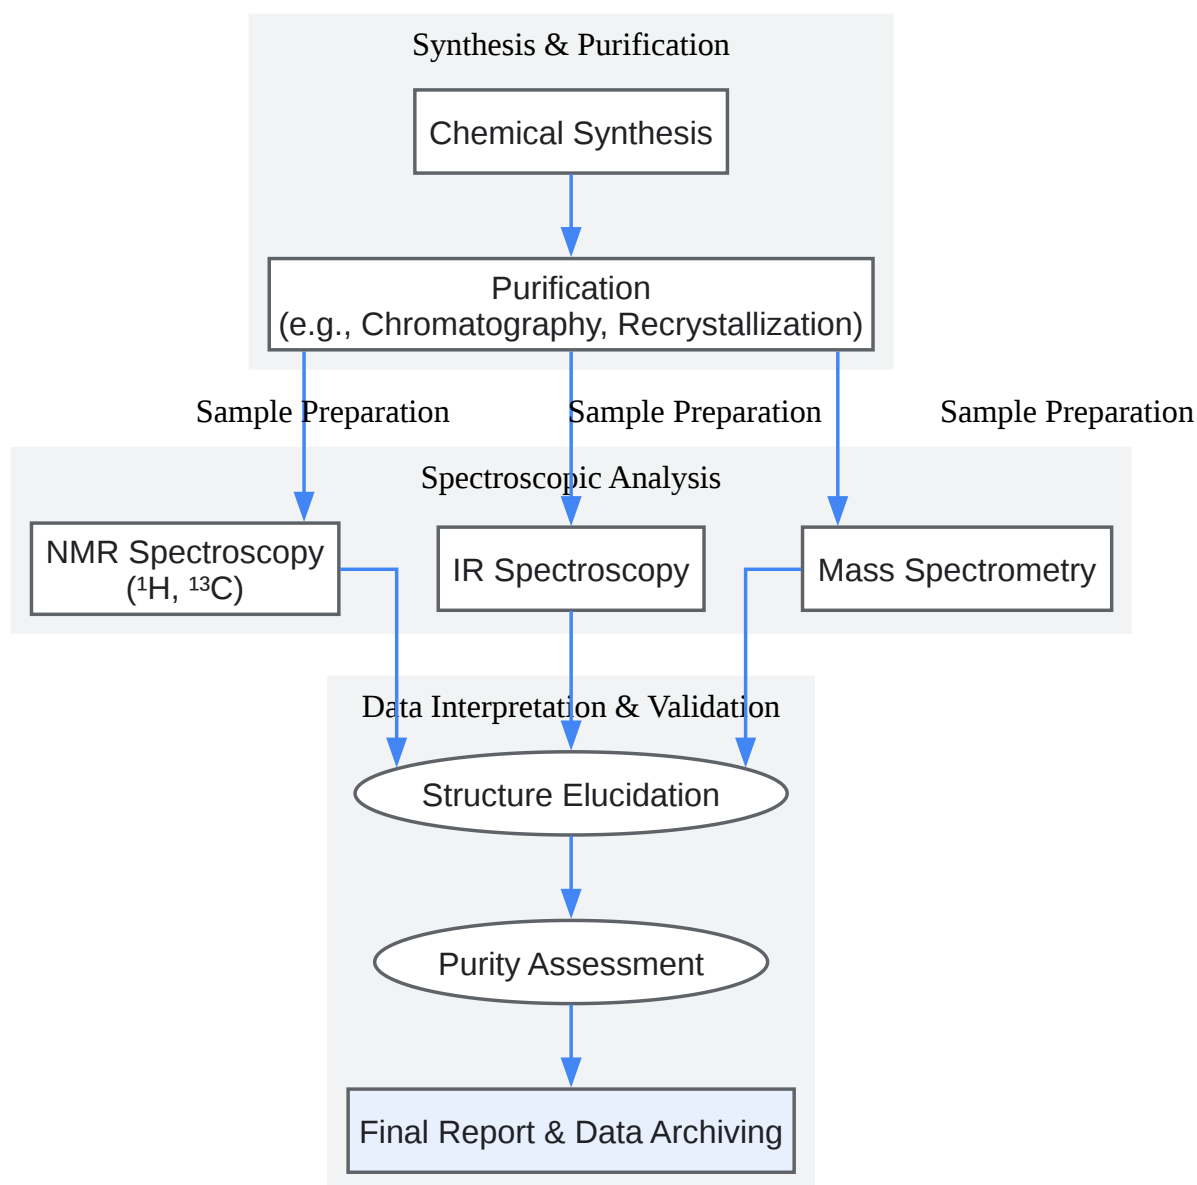 Synthesis & Purification
Chemical Synthesis
Purification
(e.g., Chromatography, Recrystallization)
Sample Preparation
Sample Preparation
Sample Preparation
Spectroscopic Analysis
NMR Spectroscopy
(¹H, ¹³C)
IR Spectroscopy
Mass Spectrometry
Data Interpretation & Validation
Structure Elucidation
Purity Assessment
Final Report & Data Archiving